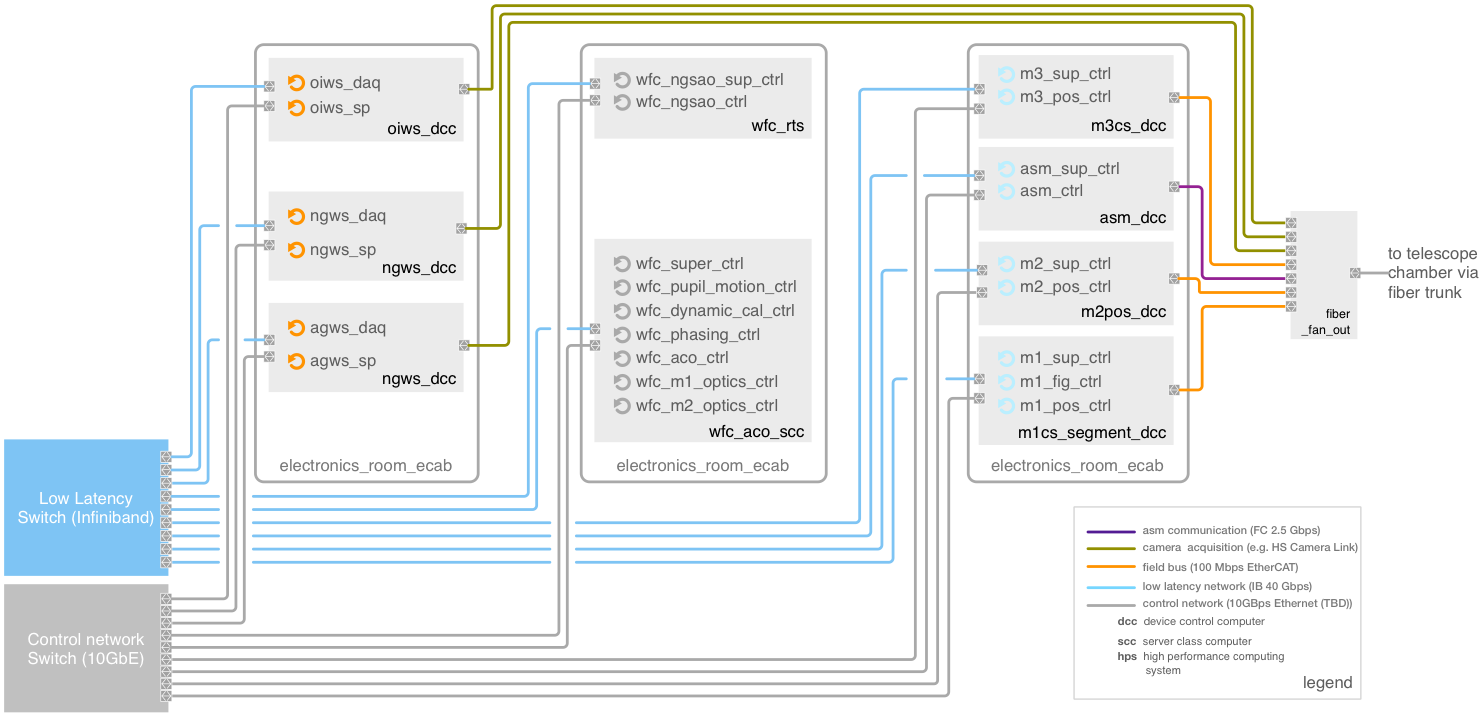 oiws_daq
oiws_sp
oiws_dcc
ngws_daq
ngws_sp
ngws_dcc
agws_daq
agws_sp
ngws_dcc
electronics_room_ecab
wfc_ngsao_sup_ctrl
wfc_ngsao_ctrl
wfc_rts
wfc_super_ctrl
wfc_pupil_motion_ctrl
wfc_dynamic_cal_ctrl
wfc_phasing_ctrl
wfc_aco_ctrl
wfc_m1_optics_ctrl
wfc_m2_optics_ctrl
wfc_aco_scc
electronics_room_ecab
m3_sup_ctrl
m3_pos_ctrl
m3cs_dcc
asm_sup_ctrl
asm_ctrl
asm_dcc
m2_sup_ctrl
m2_pos_ctrl
m2pos_dcc
m1_sup_ctrl
m1_fig_ctrl
m1_pos_ctrl
m1cs_segment_dcc
electronics_room_ecab
fiber
_fan_out
to telescope
chamber via
fiber trunk
Low Latency
Switch (Infiniband)
Control network
Switch (10GbE)
asm communication (FC 2.5 Gbps)
camera acquisition (e.g. HS Camera Link)
field bus (100 Mbps EtherCAT)
low latency network (IB 40 Gbps)
control network (10GBps Ethernet (TBD))
dcc device control computer
scc server class computer
hps high performance computing
system
legend